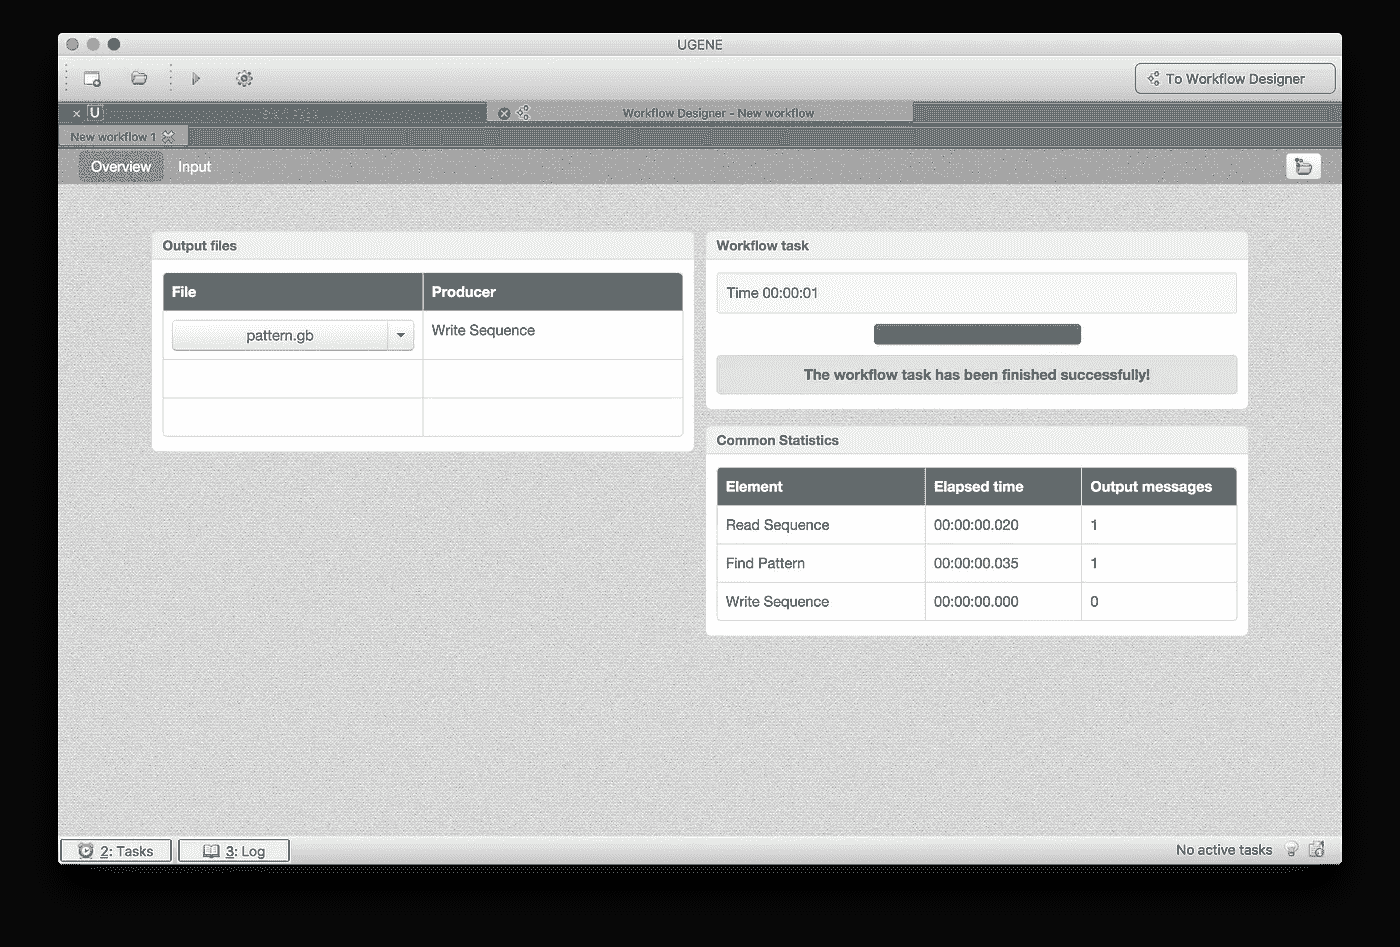 UGENE
To Workflow Designer
U
Workflow Designer - New workflow
New workflow 1
Overview Input
Output files
File Producer
pattern.gb Write Sequence
Workflow task
Time 00:00:01
The workflow task has been finished successfully!
Common Statistics
Element Elapsed time Output messages
Read Sequence 00:00:00.020 1
Find Pattern 00:00:00.035 1
Write Sequence 00:00:00.000 0
2: Tasks 3: Log No active tasks